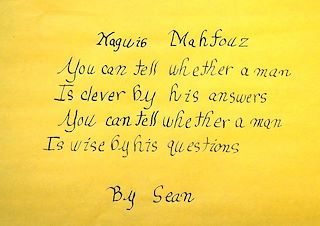 Naguib Mahfouz
You can tell whether a man
Is clever by his answers
You can tell whether a man
Is wise by his questions
By Sean